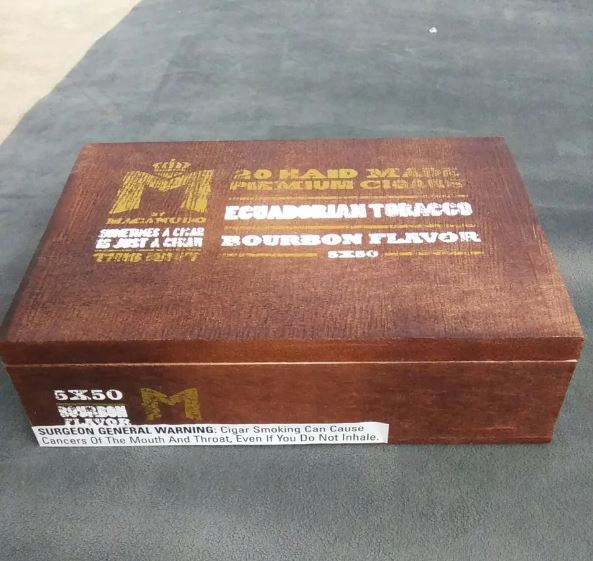 M
BY
MACANUDO
SOMETIMES A CIGAR
IS JUST A CIGAR
THIS ISN'T
20 HAND MADE
PREMIUM CIGARS
ECUADORIAN TOBACCO
BOURBON FLAVOR
5X50
5X50
BOURBON
FLAVOR
M
SURGEON GENERAL WARNING: Cigar Smoking Can Cause
Cancers Of The Mouth And Throat, Even If You Do Not Inhale.